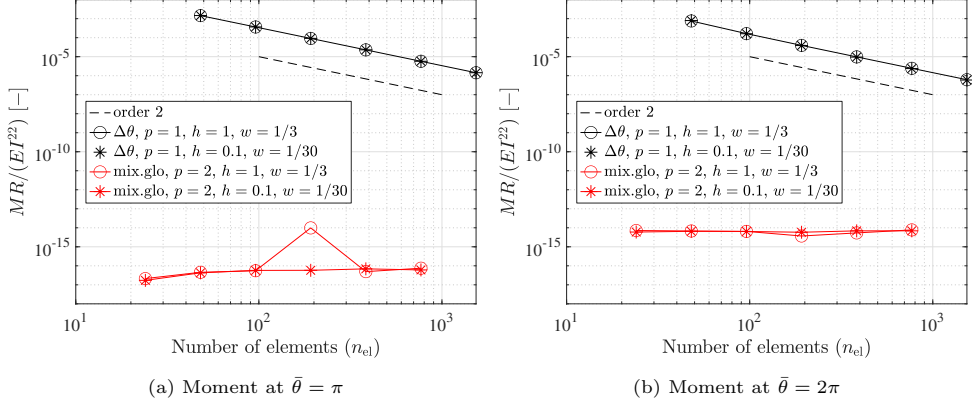 MR/(EI^{22}) [−]
10^{-5}
10^{-10}
10^{-15}
order 2
Δθ, p = 1, h = 1, w = 1/3
Δθ, p = 1, h = 0.1, w = 1/30
mix.glo, p = 2, h = 1, w = 1/3
mix.glo, p = 2, h = 0.1, w = 1/30
10^1
10^2
10^3
Number of elements (n_{el})
(a) Moment at θ̄ = π
MR/(EI^{22}) [−]
10^{-5}
10^{-10}
10^{-15}
order 2
Δθ, p = 1, h = 1, w = 1/3
Δθ, p = 1, h = 0.1, w = 1/30
mix.glo, p = 2, h = 1, w = 1/3
mix.glo, p = 2, h = 0.1, w = 1/30
10^1
10^2
10^3
Number of elements (n_{el})
(b) Moment at θ̄ = 2π